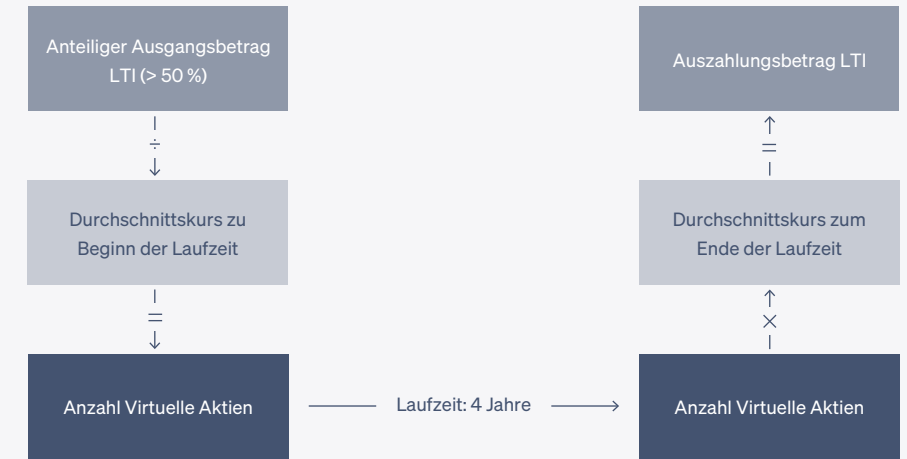 Anteiliger Ausgangsbetrag
LTI (> 50 %)
÷
Durchschnittskurs zu
Beginn der Laufzeit
=
Anzahl Virtuelle Aktien
Laufzeit: 4 Jahre
Anzahl Virtuelle Aktien
×
Durchschnittskurs zum
Ende der Laufzeit
=
Auszahlungsbetrag LTI